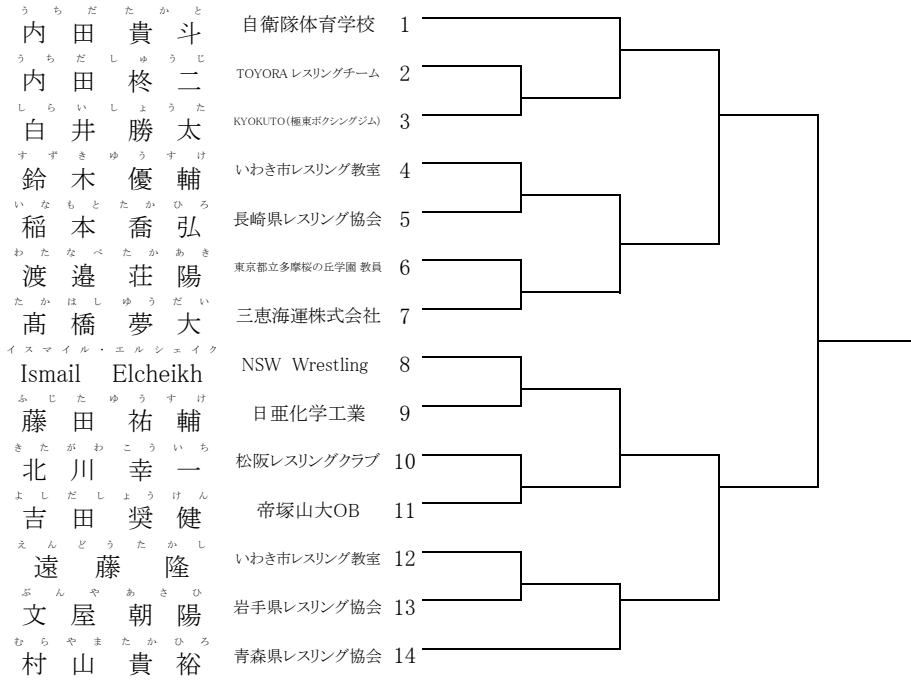 うちだ たかと
内田 貴斗 自衛隊体育学校 1
うちだ しゅうじ
内田 柊二 TOYORA レスリングチーム 2
しらい しょうた
白井 勝太 KYOKUTO(極東ボクシングジム) 3
すずき ゆうすけ
鈴木 優輔 いわき市レスリング教室 4
いなもと たかひろ
稲本 喬弘 長崎県レスリング協会 5
わたなべ たかあき
渡邉 荘陽 東京都立多摩桜の丘学園 教員 6
たかはし ゆうだい
髙橋 夢大 三恵海運株式会社 7
イスマイル・エルシェイク
Ismail Elcheikh NSW Wrestling 8
ふじた ゆうすけ
藤田 祐輔 日亜化学工業 9
きたがわ こういち
北川 幸一 松阪レスリングクラブ 10
よしだ しょうけん
吉田 奨健 帝塚山大OB 11
えんどう たかし
遠藤 隆 いわき市レスリング教室 12
ぶんや あさひ
文屋 朝陽 岩手県レスリング協会 13
むらやま たかひろ
村山 貴裕 青森県レスリング協会 14